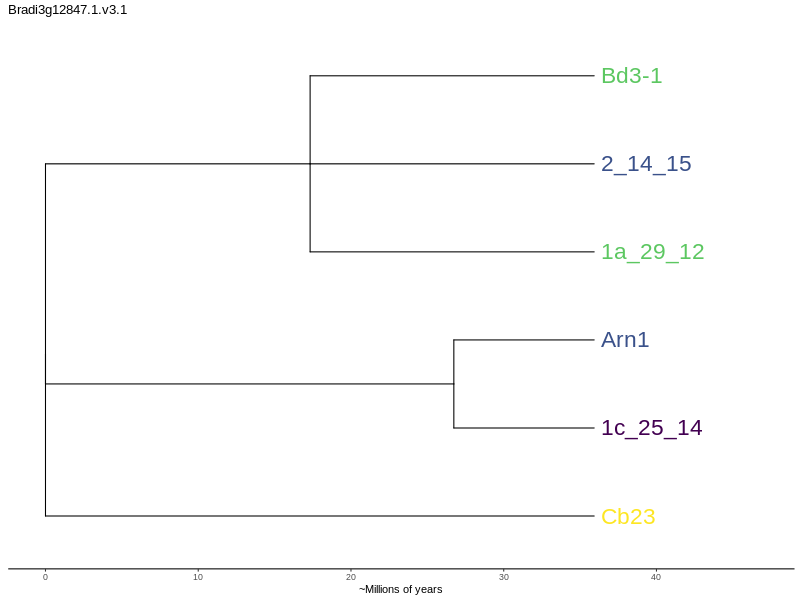 Bradi3g12847.1.v3.1
Bd3-1
2_14_15
1a_29_12
Arn1
1c_25_14
Cb23
0 10 20 30 40
~Millions of years